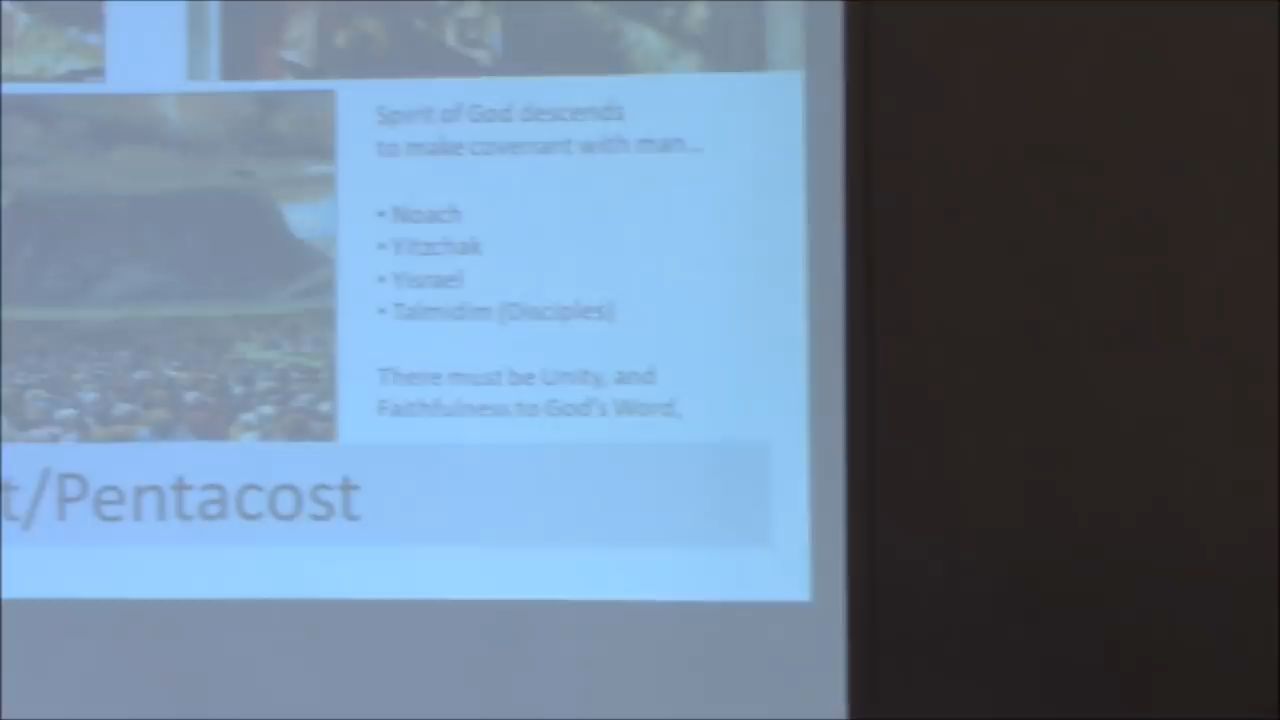 Spirit of God descends
to make covenant with man...
• Noach
• Yitzchak
• Yisrael
• Talmidim (Disciples)
There must be Unity, and
Faithfulness to God's Word,
t/Pentacost